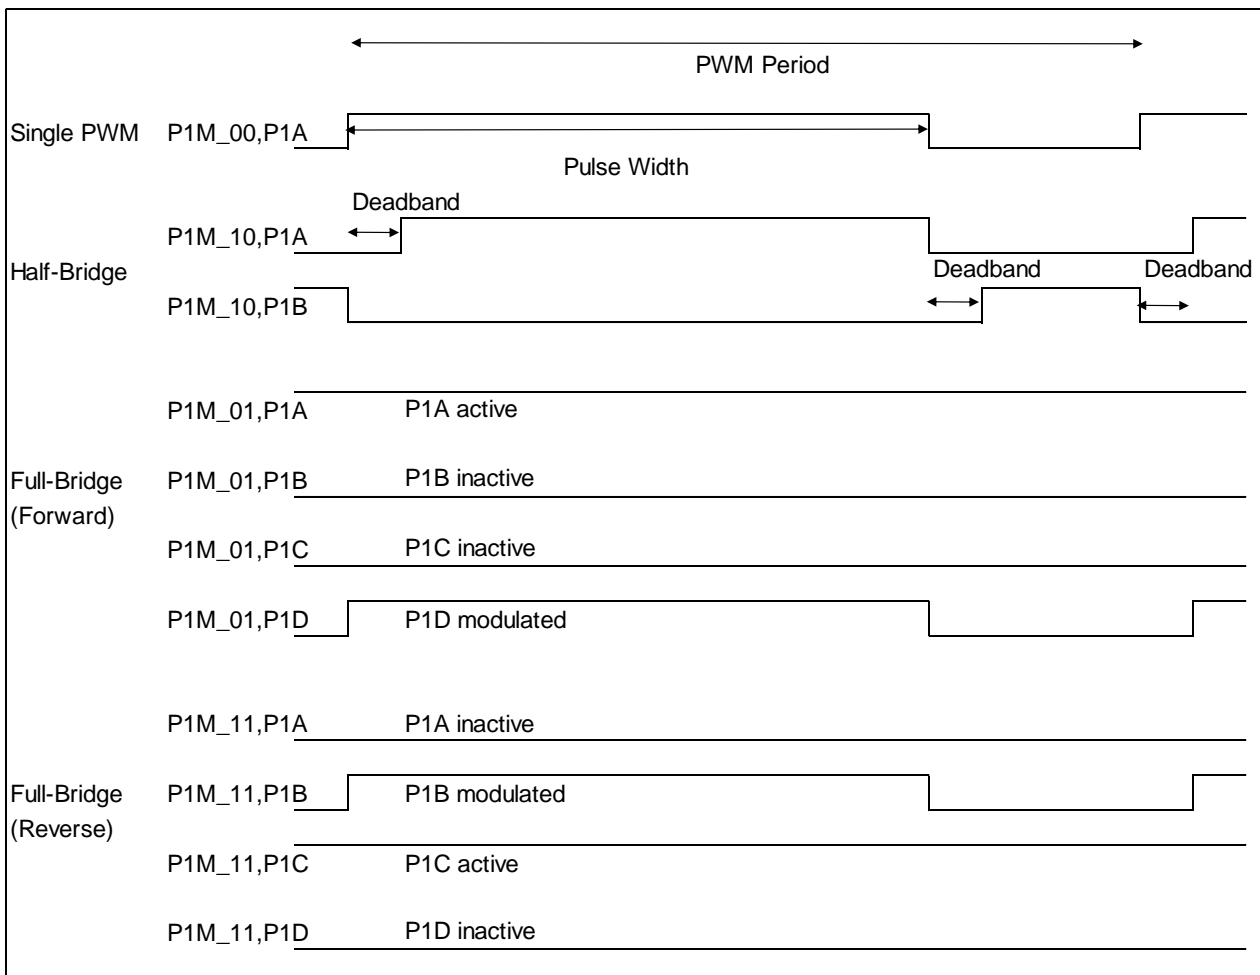 PWM Period
Single PWM P1M_00,P1A
Pulse Width
Deadband
P1M_10,P1A
Half-Bridge
Deadband Deadband
P1M_10,P1B
P1M_01,P1A P1A active
Full-Bridge P1M_01,P1B P1B inactive
(Forward)
P1M_01,P1C P1C inactive
P1M_01,P1D P1D modulated
P1M_11,P1A P1A inactive
Full-Bridge P1M_11,P1B P1B modulated
(Reverse)
P1M_11,P1C P1C active
P1M_11,P1D P1D inactive